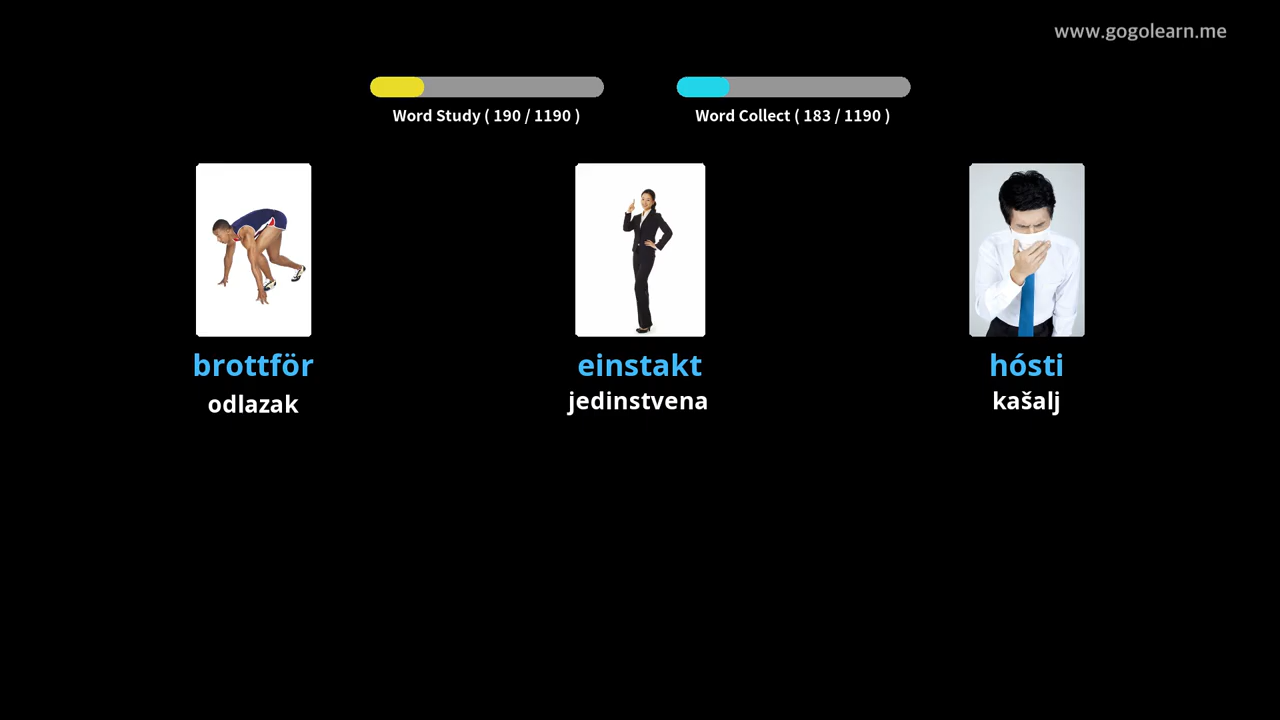 www.gogolearn.me
Word Study ( 190 / 1190 )
Word Collect ( 183 / 1190 )
brottför
einstakt
hósti
odlazak
jedinstvena
kašalj